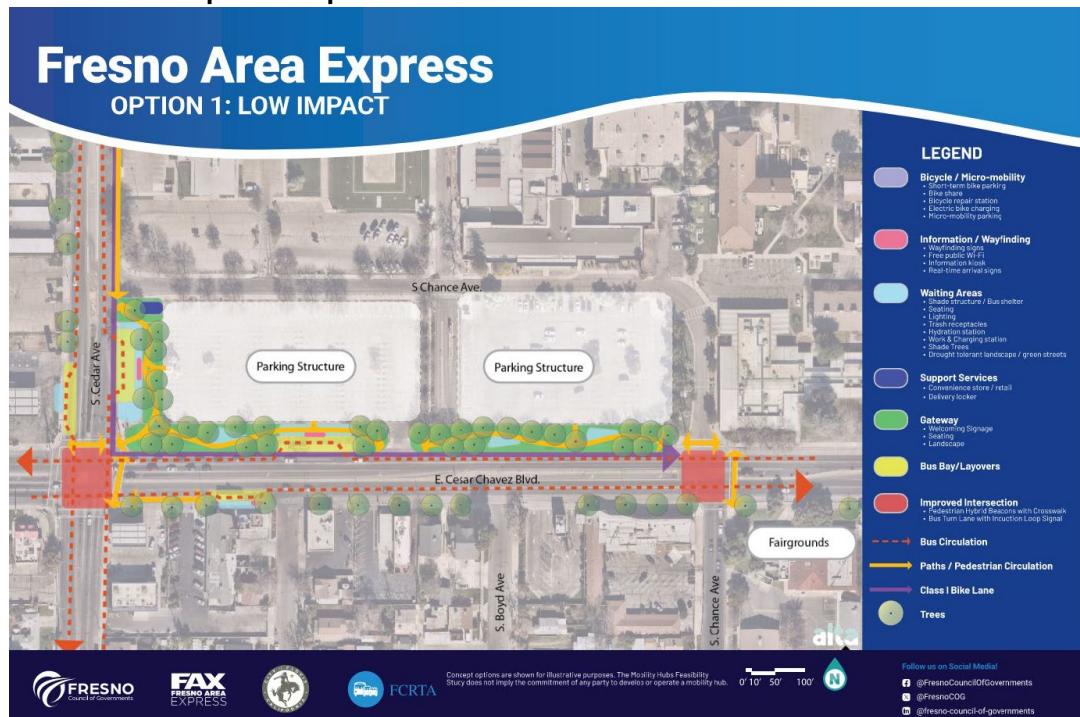 Fresno Area Express
OPTION 1: LOW IMPACT
S Chance Ave.
S. Cedar Ave
Parking Structure
Parking Structure
E. Cesar Chavez Blvd.
Fairgrounds
S. Boyd Ave
S. Chance Ave
alta
LEGEND
Bicycle / Micro-mobility
• Short-term bike parking
• Bike share
• Bicycle repair station
• Electric bike charging
• Micro-mobility parking
Information / Wayfinding
• Wayfinding signs
• Free public Wi-Fi
• Information kiosk
• Real-time arrival signs
Waiting Areas
• Shade structure / Bus shelter
• Seating
• Lighting
• Trash receptacles
• Hydration station
• Work & Charging station
• Shade Trees
• Drought tolerant landscape / green streets
Support Services
• Convenience store / retail
• Delivery locker
Gateway
• Welcoming Signage
• Seating
• Landscape
Bus Bay/Layovers
Improved Intersection
• Pedestrian Hybrid Beacons with Crosswalk
• Bus Turn Lane with Incuction Loop Signal
Bus Circulation
Paths / Pedestrian Circulation
Class I Bike Lane
Trees
FRESNO
Council of Governments
FAX
FRESNO AREA
EXPRESS
FCRTA
Concept options are shown for illustrative purposes. The Mobility Hubs Feasibility
Stucy does not imply the commitment of any party to develos or operate a mobility hub.
0' 10' 50' 100'
N
Follow us on Social Media!
@FresnoCouncilOfGovernments
@FresnoCOG
@fresno-council-of-governments